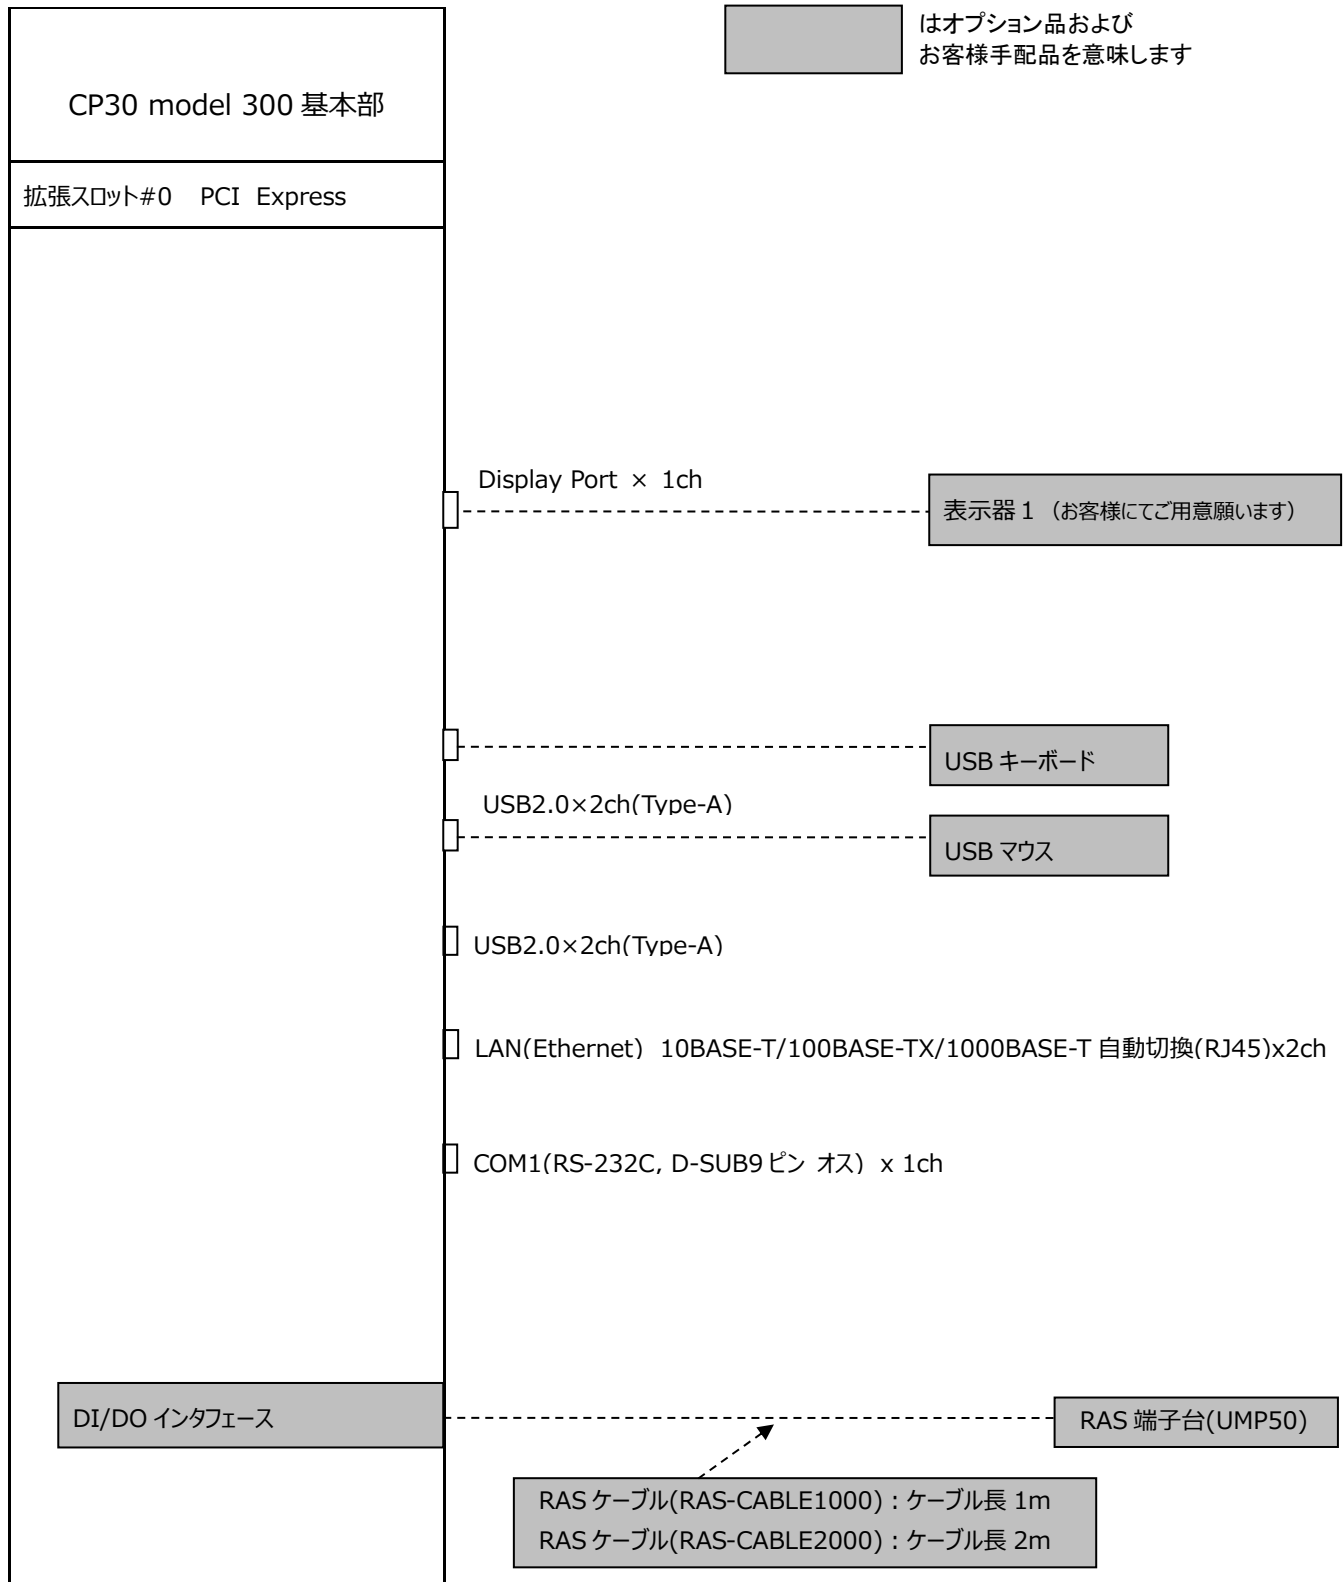 はオプション品および
お客様手配品を意味します
CP30 model 300 基本部
拡張スロット#0 PCI Express
Display Port × 1ch
表示器1 (お客様にてご用意願います)
USB キーボード
USB2.0×2ch(Type-A)
USB マウス
USB2.0×2ch(Type-A)
LAN(Ethernet) 10BASE-T/100BASE-TX/1000BASE-T 自動切換(RJ45)x2ch
COM1(RS-232C, D-SUB9 ピン オス) x 1ch
DI/DO インタフェース
RAS 端子台(UMP50)
RAS ケーブル(RAS-CABLE1000) : ケーブル長 1m
RAS ケーブル(RAS-CABLE2000) : ケーブル長 2m